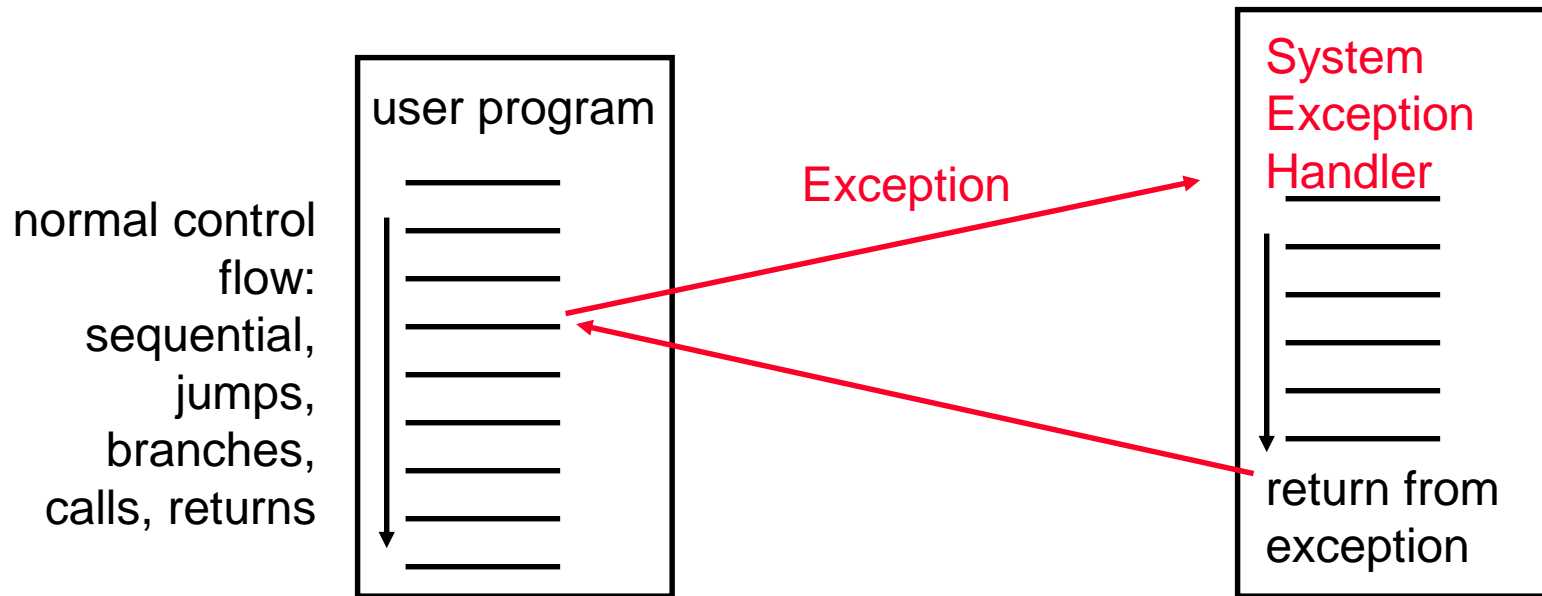 user program
normal control
flow:
sequential,
jumps,
branches,
calls, returns
Exception
System
Exception
Handler
return from
exception